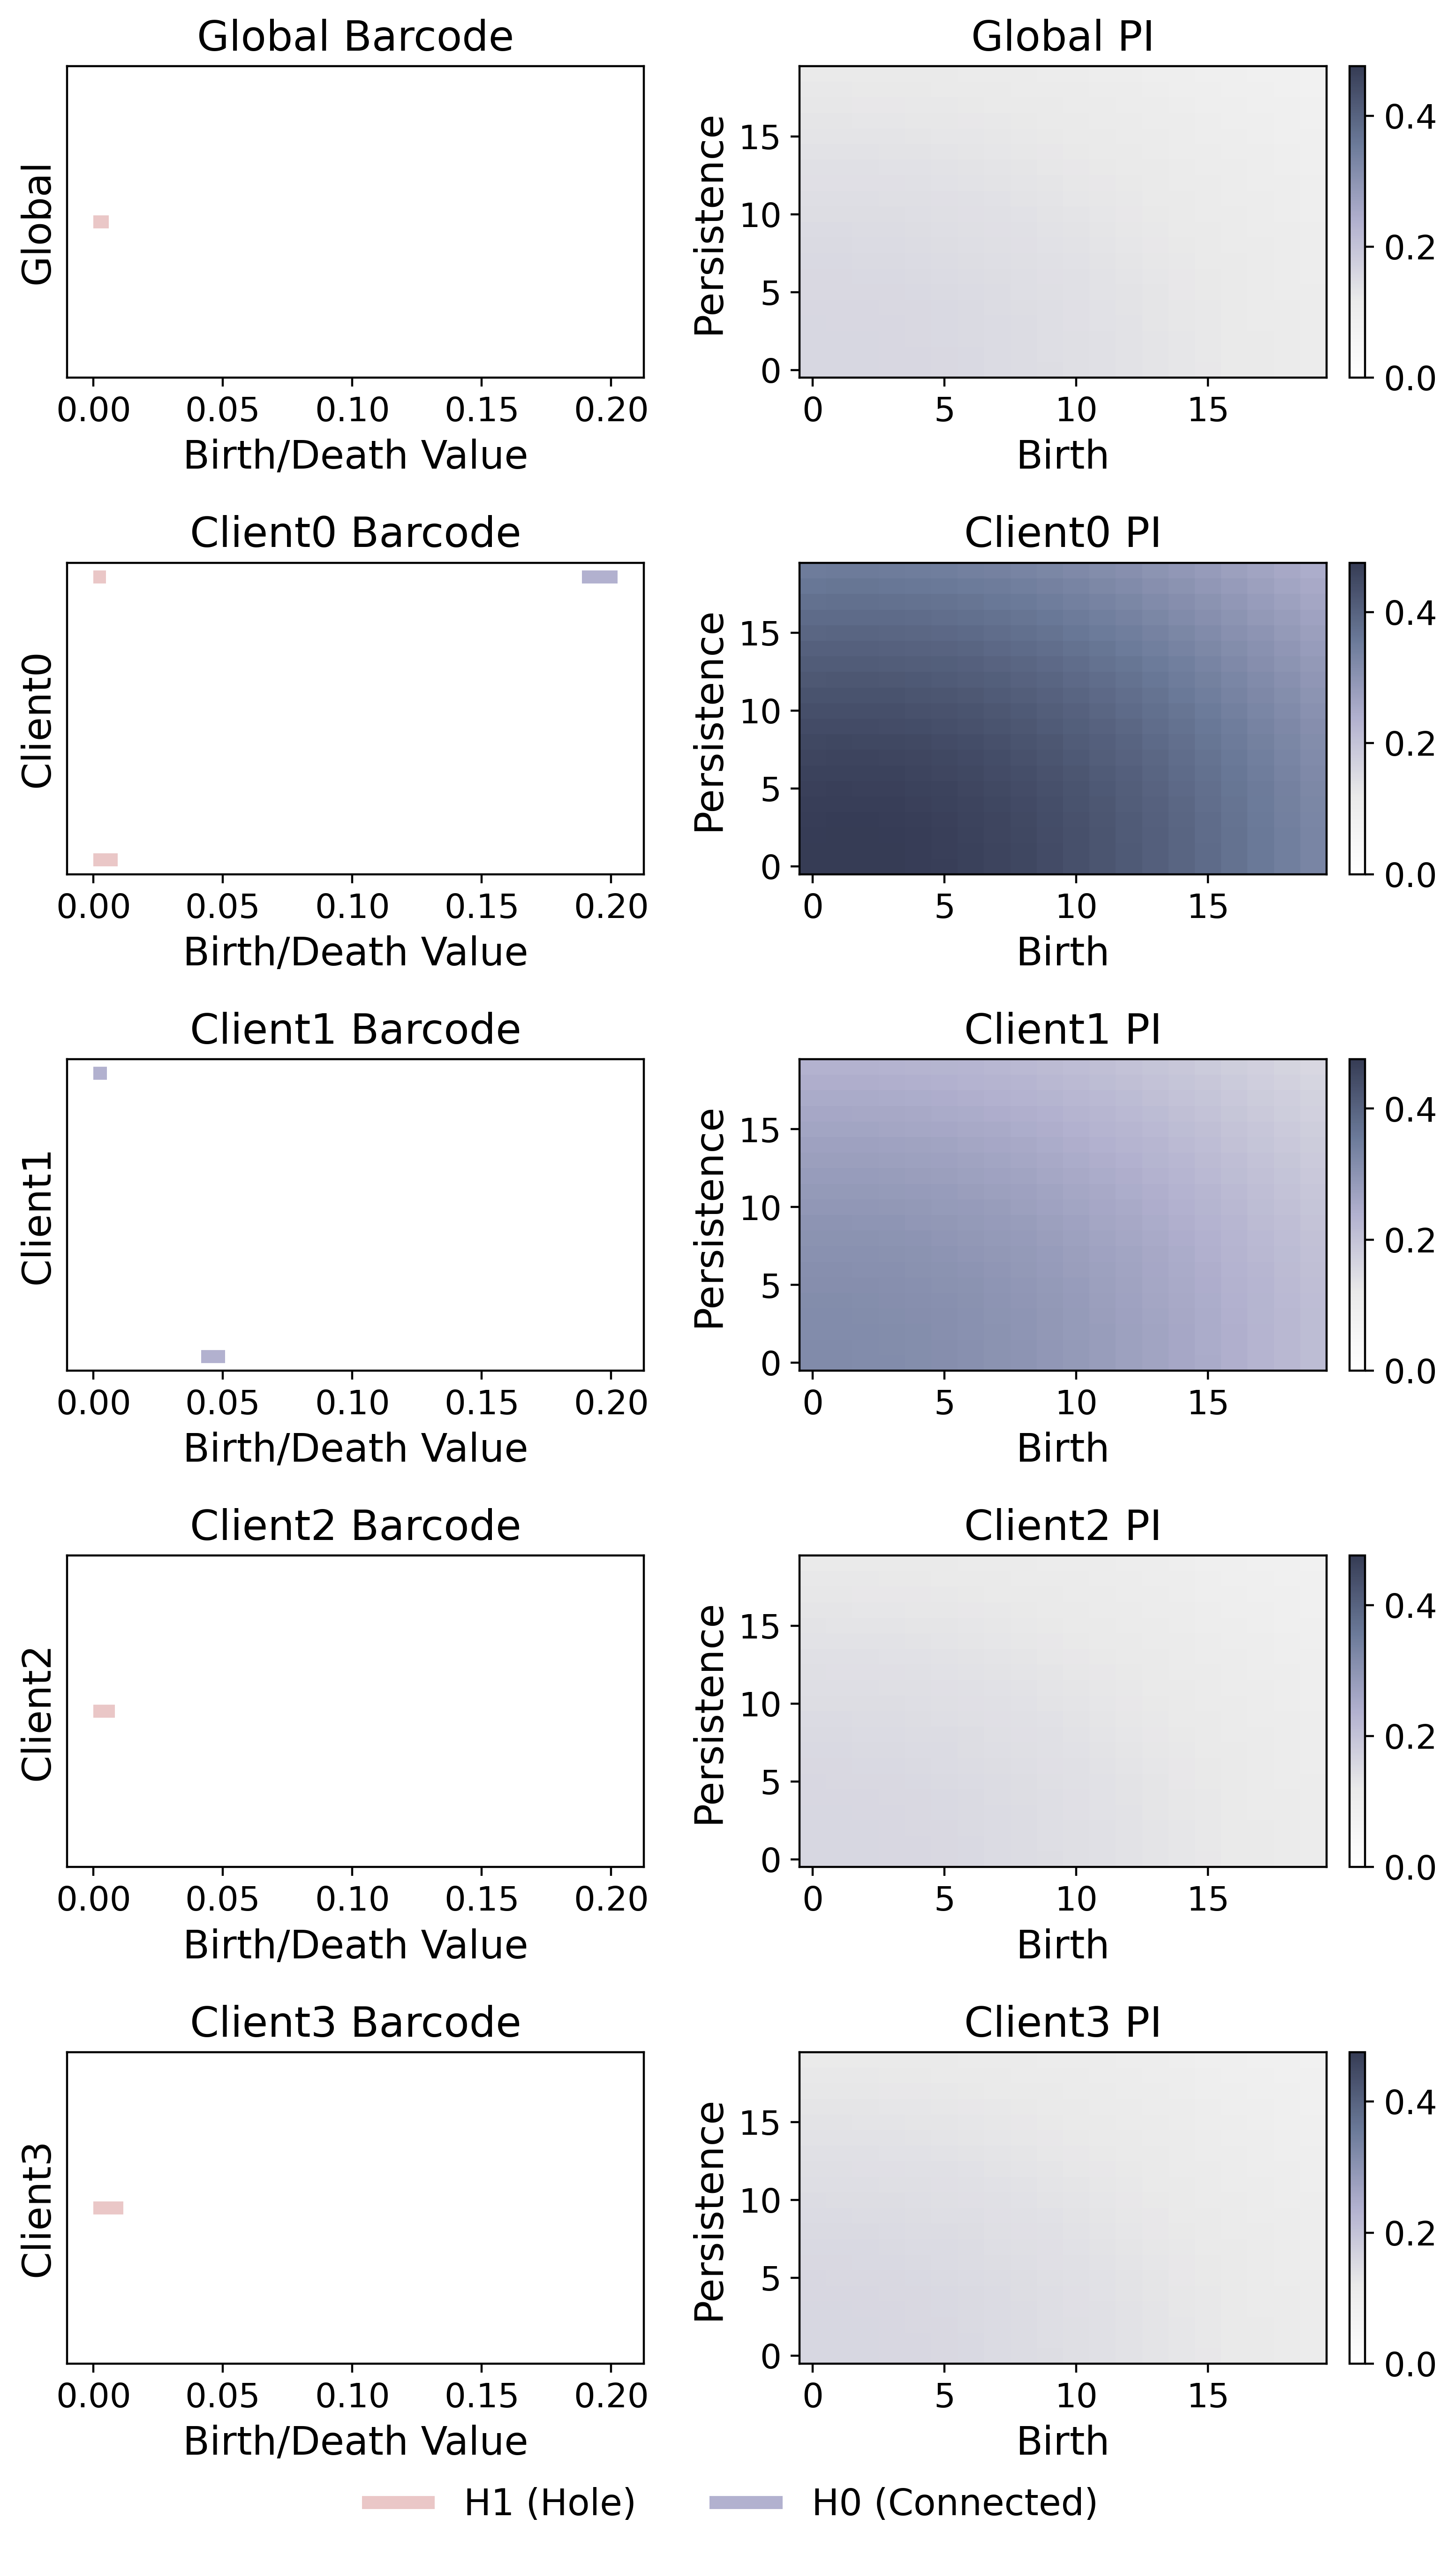 Global Barcode
Global
0.00 0.05 0.10 0.15 0.20
Birth/Death Value
Global PI
Persistence
15
10
5
0
0 5 10 15
Birth
0.4
0.2
0.0
Client0 Barcode
Client0
0.00 0.05 0.10 0.15 0.20
Birth/Death Value
Client0 PI
Persistence
15
10
5
0
0 5 10 15
Birth
0.4
0.2
0.0
Client1 Barcode
Client1
0.00 0.05 0.10 0.15 0.20
Birth/Death Value
Client1 PI
Persistence
15
10
5
0
0 5 10 15
Birth
0.4
0.2
0.0
Client2 Barcode
Client2
0.00 0.05 0.10 0.15 0.20
Birth/Death Value
Client2 PI
Persistence
15
10
5
0
0 5 10 15
Birth
0.4
0.2
0.0
Client3 Barcode
Client3
0.00 0.05 0.10 0.15 0.20
Birth/Death Value
Client3 PI
Persistence
15
10
5
0
0 5 10 15
Birth
0.4
0.2
0.0
H1 (Hole) H0 (Connected)